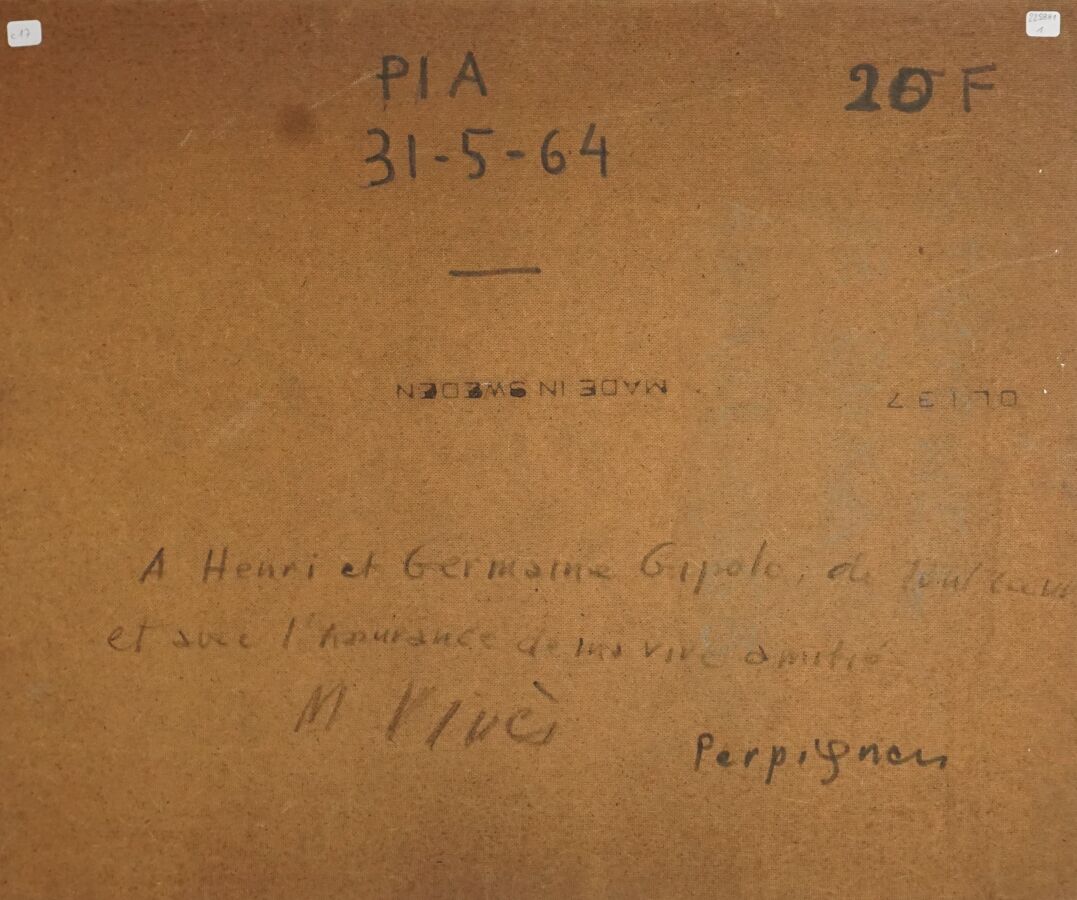 c17
PIA
20 F
31-5-64
MADE IN SWEDEN
A Henri et Germaine Gipolo, de tout cœur
et avec l'assurance de ma vive amitié
M Vivès
Perpignan